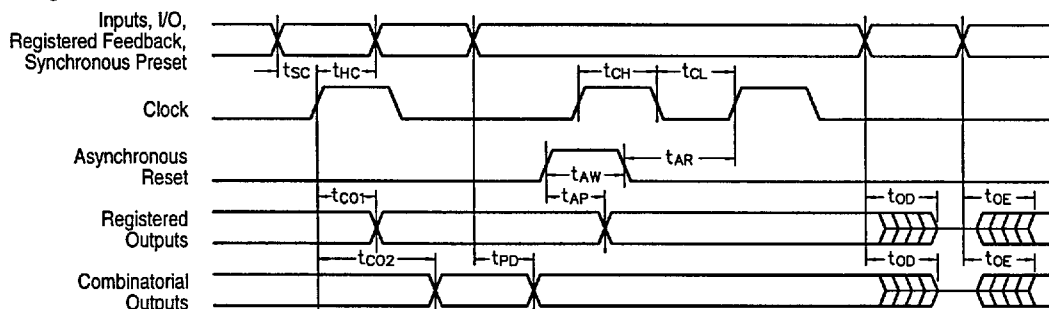 Inputs, I/O,
Registered Feedback,
Synchronous Preset
tSC tHC
tCH tCL
Clock
Asynchronous
Reset
tAR
tAW
tCO1 tAP tOD tOE
Registered
Outputs
tCO2 tPD tOD tOE
Combinatorial
Outputs